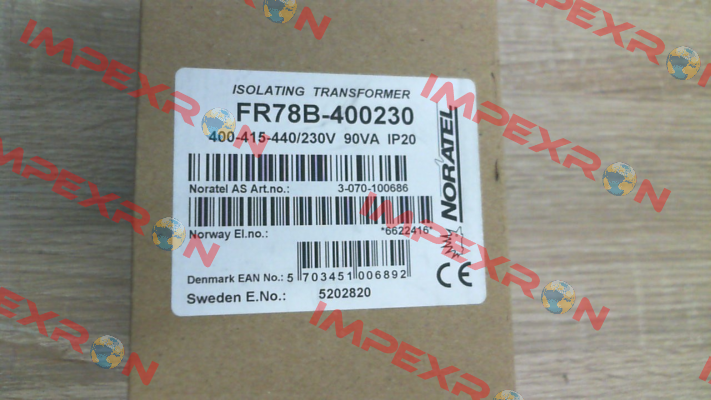 ISOLATING TRANSFORMER
FR78B-400230
400-415-440/230V 90VA IP20
Noratel AS Art.no.: 3-070-100686
Norway El.no.: *6622416*
Denmark EAN No.: 5 703451 006892
Sweden E.No.: 5202820
NORATEL
CE
IMPEXRON
IMPEXRON
IMPEXRON
IMPEXRON
IMPEXRON
IMPEXRON